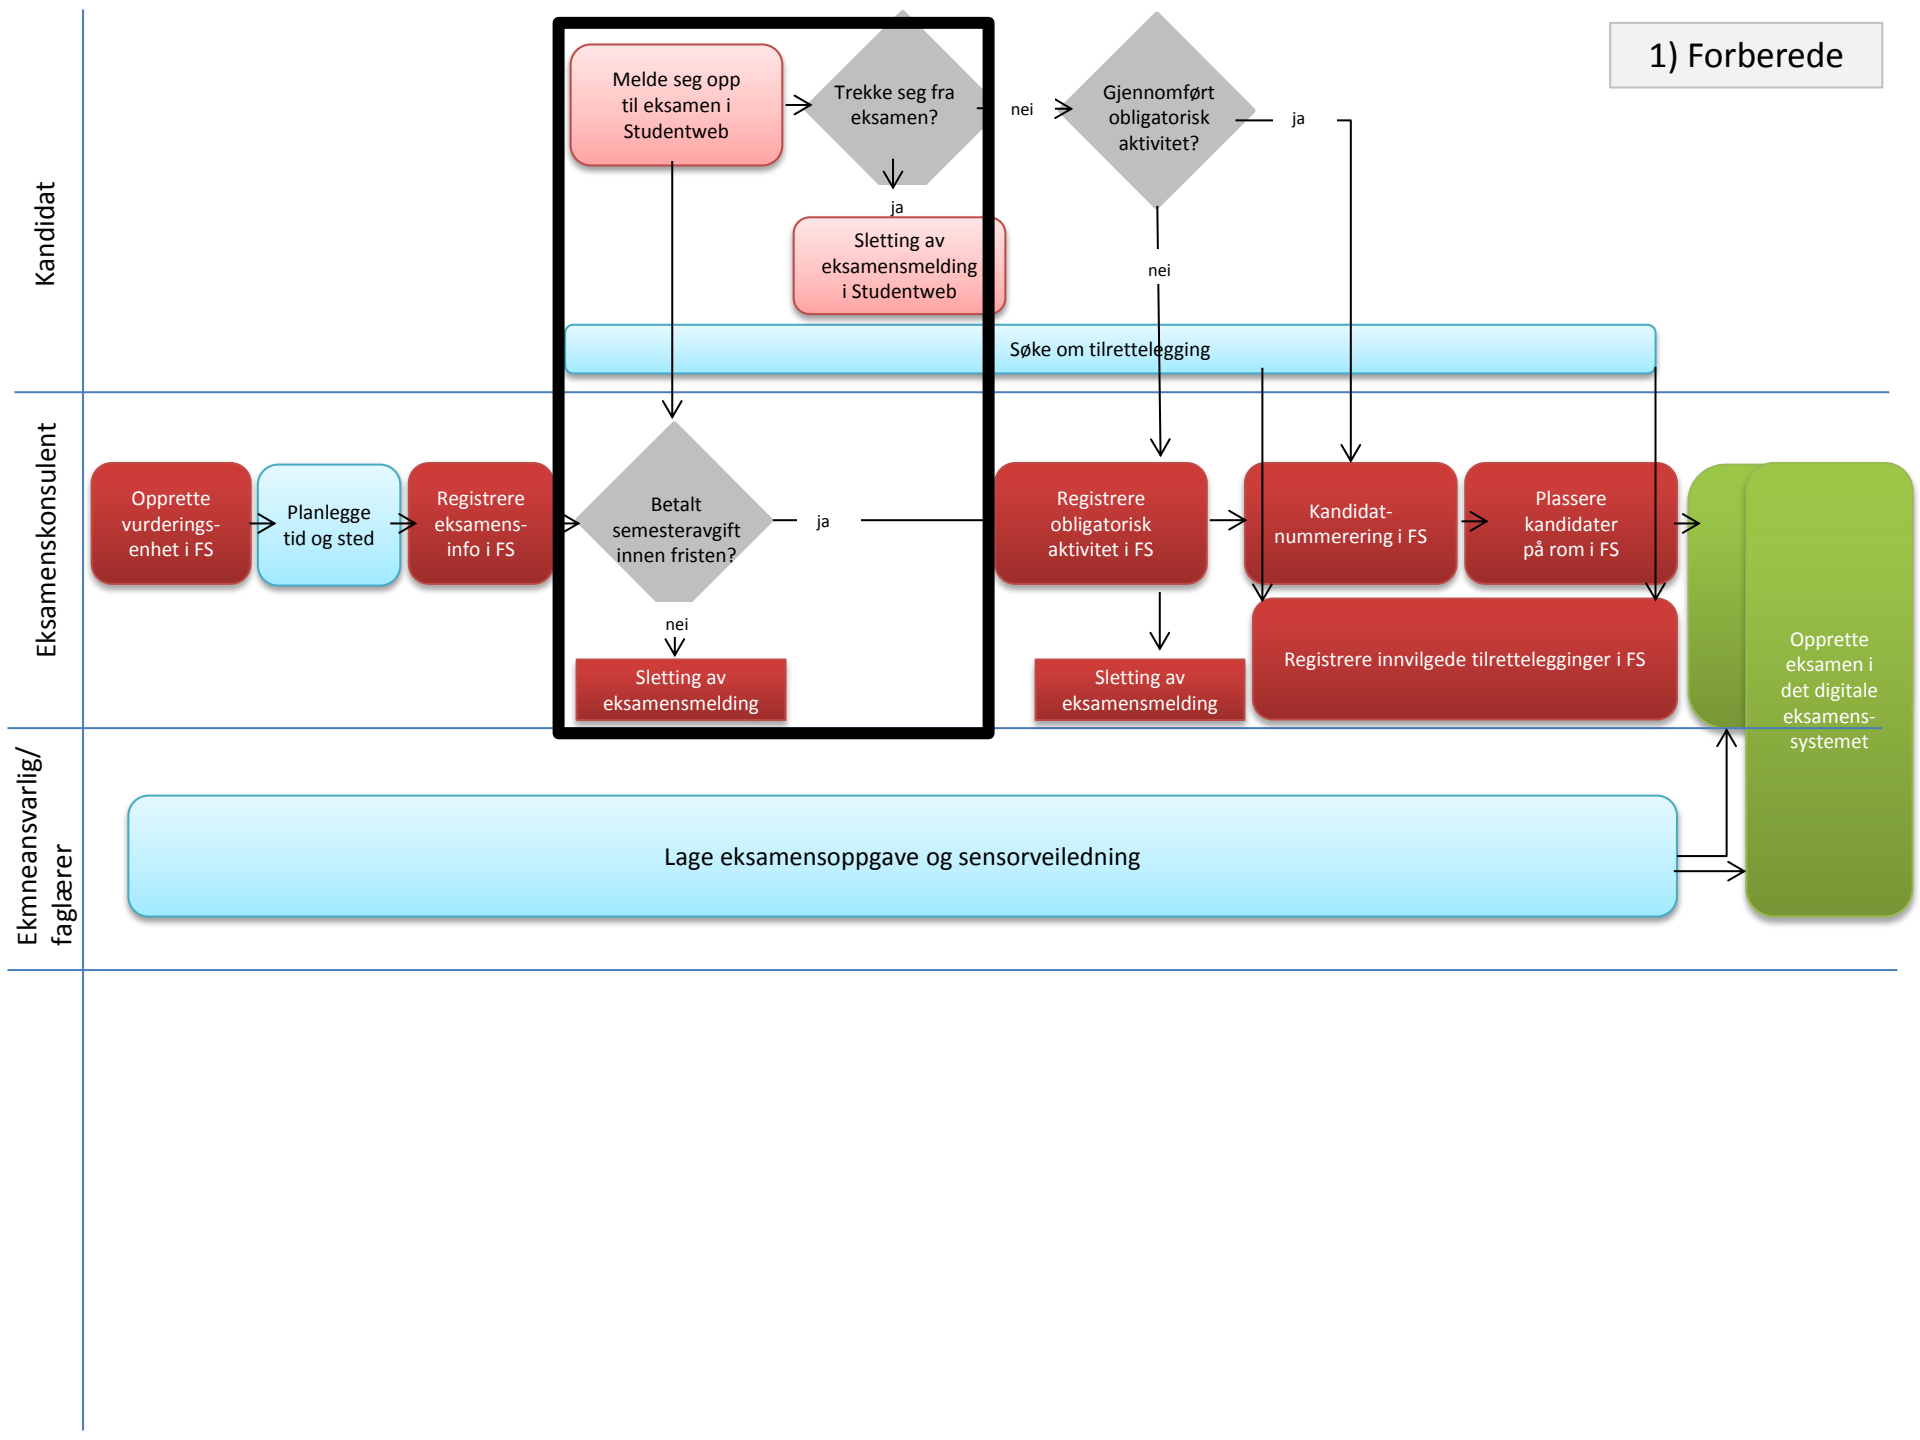 1) Forberede
Kandidat
Melde seg opp
til eksamen i
Studentweb
Trekke seg fra
eksamen?
nei
Gjennomført
obligatorisk
aktivitet?
ja
ja
Sletting av
eksamensmelding
i Studentweb
nei
Søke om tilrettelegging
Eksamenskonsulent
Opprette
vurderings-
enhet i FS
Planlegge
tid og sted
Registrere
eksamens-
info i FS
Betalt
semesteravgift
innen fristen?
ja
nei
Sletting av
eksamensmelding
Registrere
obligatorisk
aktivitet i FS
Sletting av
eksamensmelding
Kandidat-
nummerering i FS
Plassere
kandidater
på rom i FS
Registrere innvilgede tilrettelegginger i FS
Opprette
eksamen i
det digitale
eksamens-
systemet
Ekmneansvarlig/
faglærer
Lage eksamensoppgave og sensorveiledning